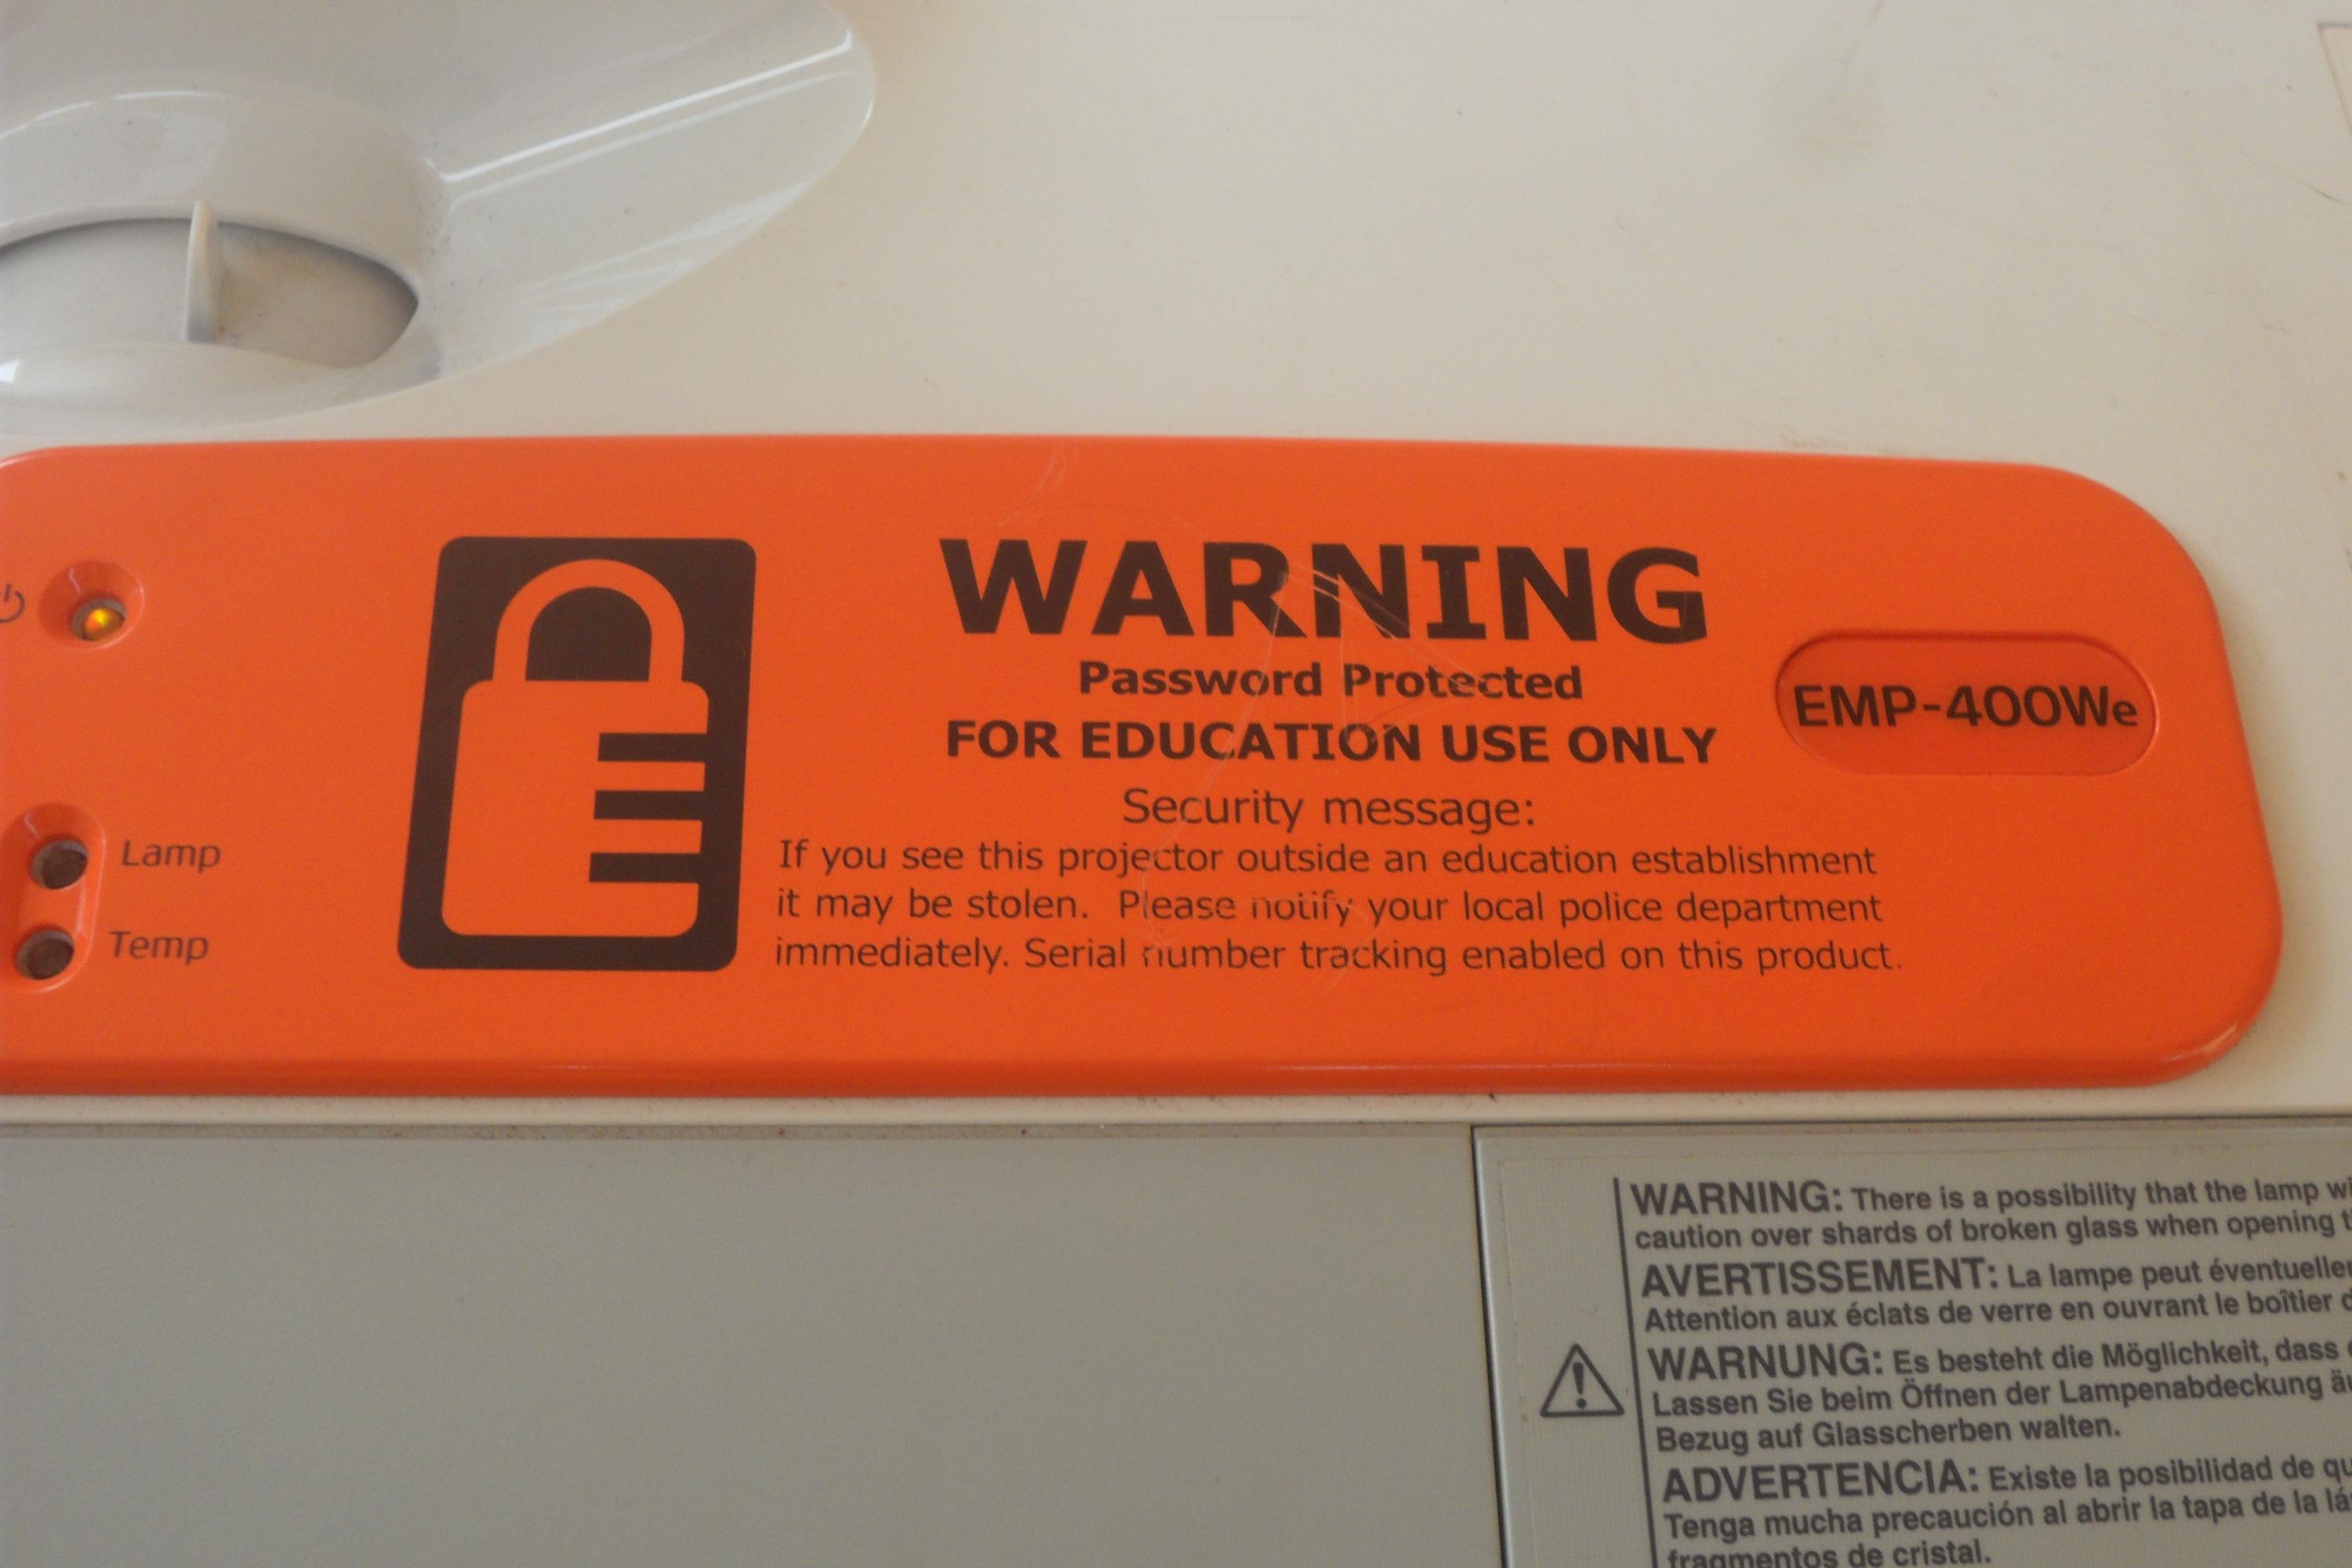 WARNING
Password Protected
FOR EDUCATION USE ONLY
EMP-400We
Security message:
If you see this projector outside an education establishment
it may be stolen. Please notify your local police department
immediately. Serial number tracking enabled on this product.
Lamp
Temp
WARNING: There is a possibility that the lamp
caution over shards of broken glass when opening
AVERTISSEMENT: La lampe peut
Attention aux éclats de verre en ouvrant le boîtier
WARNUNG: Es besteht die Möglichkeit, dass
Lassen Sie beim Öffnen der Lampenabdeckung
Bezug auf Glasscherben walten.
ADVERTENCIA: Existe la posibilidad de
Tenga mucha precaución al abrir la tapa de la
fragmentos de cristal.